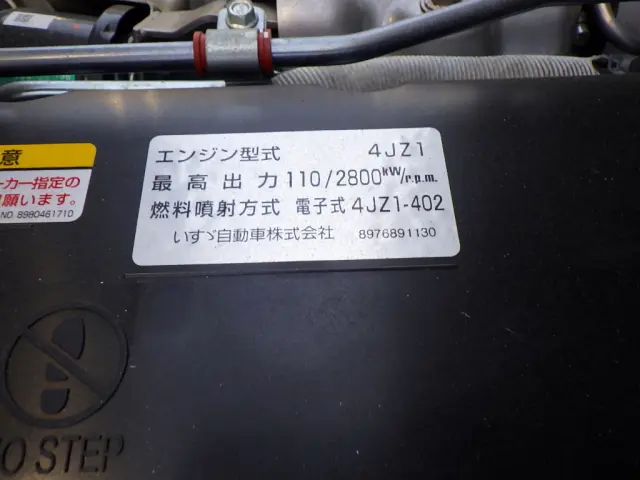 エンジン型式 4JZ1
最高出力 110/2800kW/r.p.m.
燃料噴射方式 電子式 4JZ1-402
いすゞ自動車株式会社 8976891130
意
ーカー指定の
願います。
NO. 8980461710
NO STEP